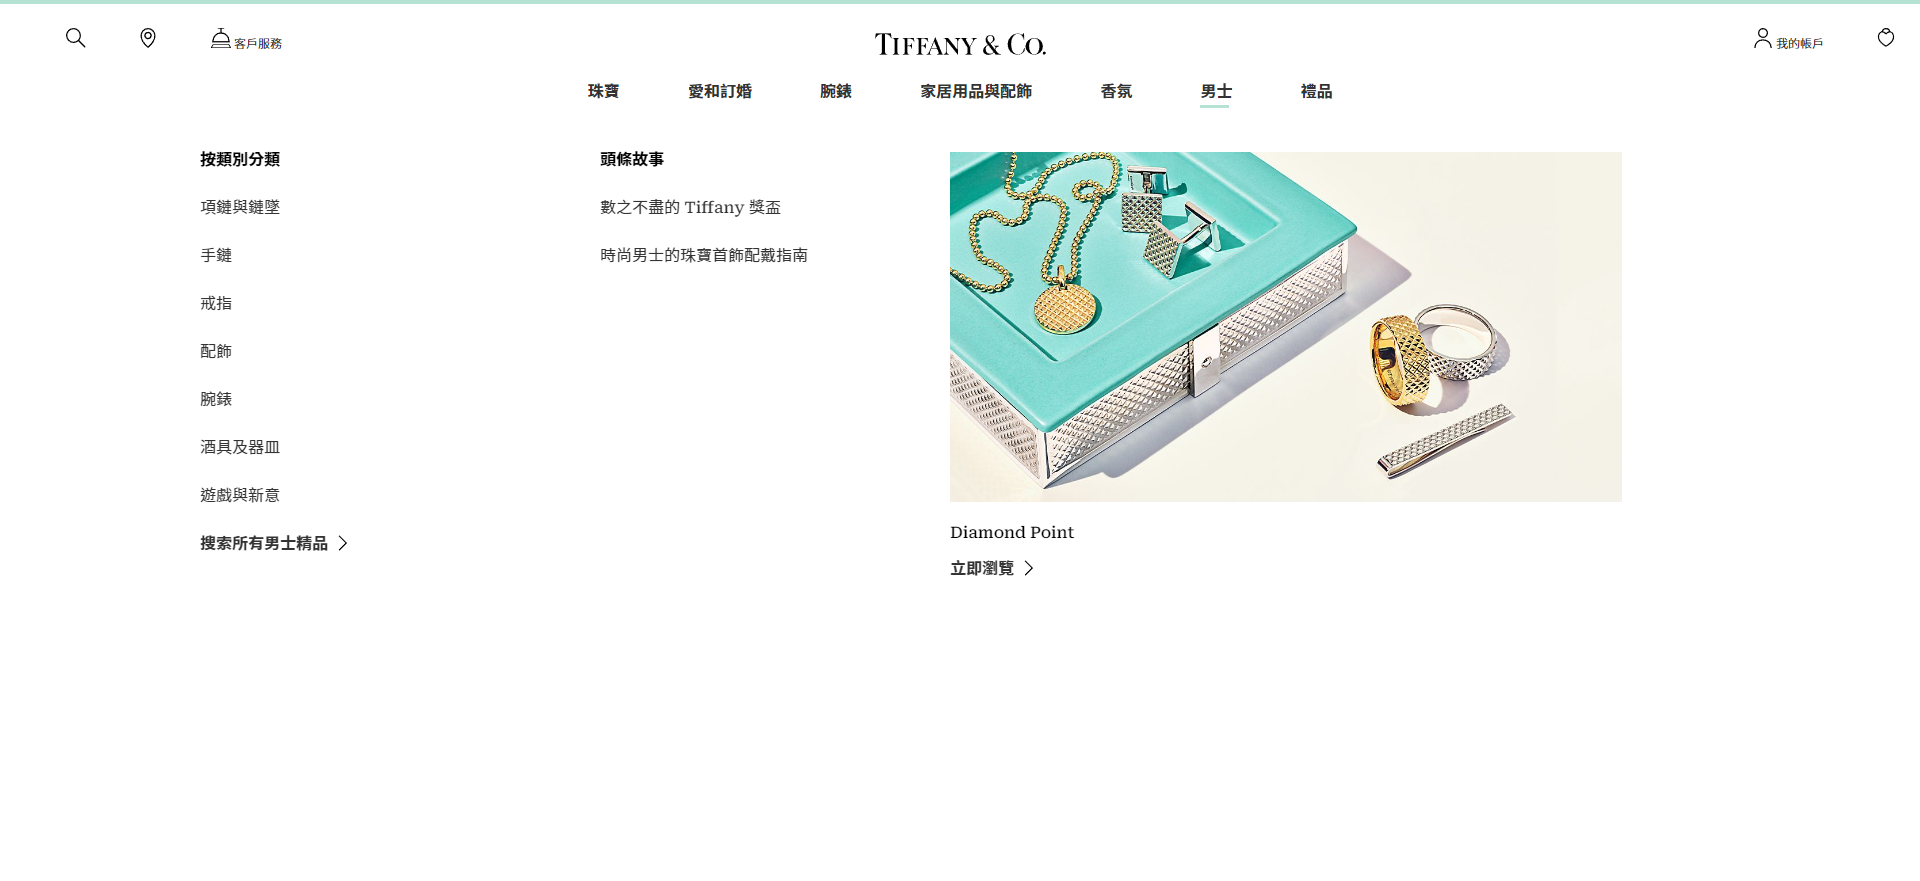 客戶服務
TIFFANY & CO.
我的帳戶
珠寶
愛和訂婚
腕錶
家居用品與配飾
香氛
男士
禮品
按類別分類
項鏈與鏈墜
手鏈
戒指
配飾
腕錶
酒具及器皿
遊戲與新意
搜索所有男士精品
頭條故事
數之不盡的 Tiffany 獎盃
時尚男士的珠寶首飾配戴指南
Diamond Point
立即瀏覽